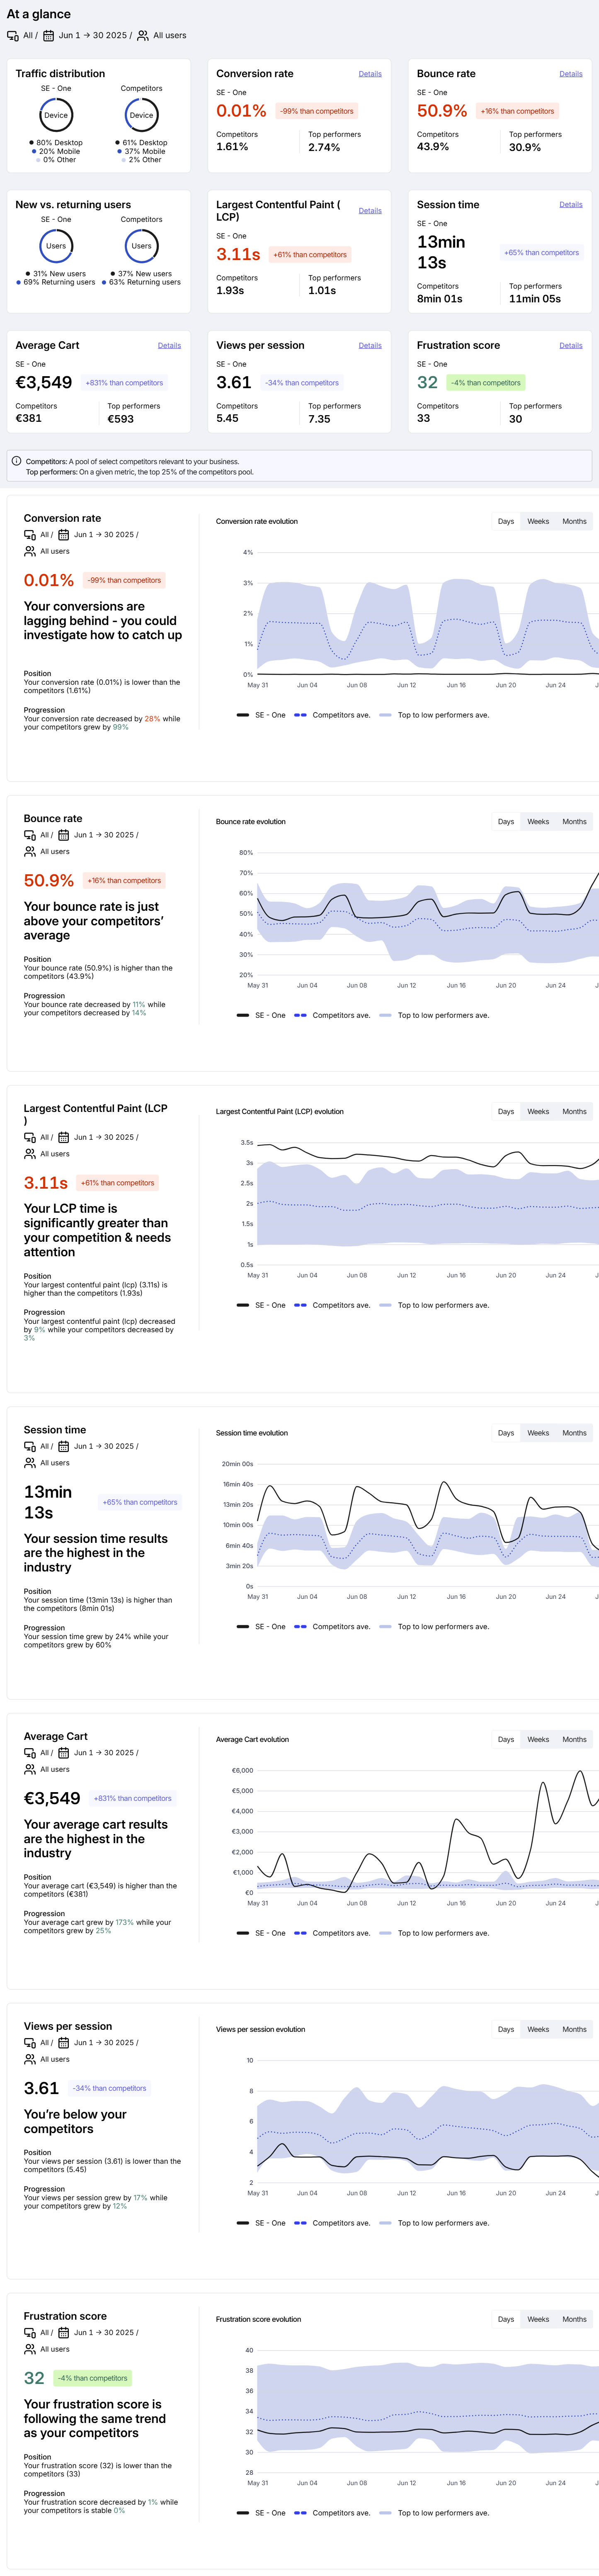 At a glance
All / Jun 1 → 30 2025 / All users
Traffic distribution
SE - One
Competitors
Device
Device
80% Desktop
20% Mobile
0% Other
61% Desktop
37% Mobile
2% Other
Conversion rate
Details
SE - One
0.01% -99% than competitors
Competitors
1.61%
Top performers
2.74%
Bounce rate
Details
SE - One
50.9% +16% than competitors
Competitors
43.9%
Top performers
30.9%
New vs. returning users
SE - One
Competitors
Users
Users
31% New users
69% Returning users
37% New users
63% Returning users
Largest Contentful Paint (
LCP)
Details
SE - One
3.11s +61% than competitors
Competitors
1.93s
Top performers
1.01s
Session time
Details
SE - One
13min
13s
+65% than competitors
Competitors
8min 01s
Top performers
11min 05s
Average Cart
Details
SE - One
€3,549 +831% than competitors
Competitors
€381
Top performers
€593
Views per session
Details
SE - One
3.61 -34% than competitors
Competitors
5.45
Top performers
7.35
Frustration score
Details
SE - One
32 -4% than competitors
Competitors
33
Top performers
30
Competitors: A pool of select competitors relevant to your business.
Top performers: On a given metric, the top 25% of the competitors pool.
Conversion rate
All / Jun 1 → 30 2025 /
All users
0.01% -99% than competitors
Your conversions are
lagging behind - you could
investigate how to catch up
Position
Your conversion rate (0.01%) is lower than the
competitors (1.61%)
Progression
Your conversion rate decreased by 28% while
your competitors grew by 99%
Conversion rate evolution
Days Weeks Months
4%
3%
2%
1%
0%
May 31 Jun 04 Jun 08 Jun 12 Jun 16 Jun 20 Jun 24 J
SE - One Competitors ave. Top to low performers ave.
Bounce rate
All / Jun 1 → 30 2025 /
All users
50.9% +16% than competitors
Your bounce rate is just
above your competitors’
average
Position
Your bounce rate (50.9%) is higher than the
competitors (43.9%)
Progression
Your bounce rate decreased by 11% while
your competitors decreased by
14%
Bounce rate evolution
Days Weeks Months
80%
70%
60%
50%
40%
30%
20%
May 31 Jun 04 Jun 08 Jun 12 Jun 16 Jun 20 Jun 24 J
SE - One Competitors ave. Top to low performers ave.
Largest Contentful Paint (LCP
)
All / Jun 1 → 30 2025 /
All users
3.11s +61% than competitors
Your LCP time is
significantly greater than
your competition & needs
attention
Position
Your largest contentful paint (lcp) (3.11s) is
higher than the competitors (1.93s)
Progression
Your largest contentful paint (lcp) decreased
by 9% while your competitors decreased by
3%
Largest Contentful Paint (LCP) evolution
Days Weeks Months
3.5s
3s
2.5s
2s
1.5s
1s
0.5s
May 31 Jun 04 Jun 08 Jun 12 Jun 16 Jun 20 Jun 24 J
SE - One Competitors ave. Top to low performers ave.
Session time
All / Jun 1 → 30 2025 /
All users
13min
13s
+65% than competitors
Your session time results
are the highest in the
industry
Position
Your session time (13min 13s) is higher than
the competitors (8min 01s)
Progression
Your session time grew by 24% while your
competitors grew by 60%
Session time evolution
Days Weeks Months
20min 00s
16min 40s
13min 20s
10min 00s
6min 40s
3min 20s
0s
May 31 Jun 04 Jun 08 Jun 12 Jun 16 Jun 20 Jun 24 J
SE - One Competitors ave. Top to low performers ave.
Average Cart
All / Jun 1 → 30 2025 /
All users
€3,549 +831% than competitors
Your average cart results
are the highest in the
industry
Position
Your average cart (€3,549) is higher than the
competitors (€381)
Progression
Your average cart grew by 173% while your
competitors grew by 25%
Average Cart evolution
Days Weeks Months
€6,000
€5,000
€4,000
€3,000
€2,000
€1,000
€0
May 31 Jun 04 Jun 08 Jun 12 Jun 16 Jun 20 Jun 24 J
SE - One Competitors ave. Top to low performers ave.
Views per session
All / Jun 1 → 30 2025 /
All users
3.61 -34% than competitors
You’re below your
competitors
Position
Your views per session (3.61) is lower than the
competitors (5.45)
Progression
Your views per session grew by 17% while
your competitors grew by 12%
Views per session evolution
Days Weeks Months
10
8
6
4
2
May 31 Jun 04 Jun 08 Jun 12 Jun 16 Jun 20 Jun 24 J
SE - One Competitors ave. Top to low performers ave.
Frustration score
All / Jun 1 → 30 2025 /
All users
32 -4% than competitors
Your frustration score is
following the same trend
as your competitors
Position
Your frustration score (32) is lower than the
competitors (33)
Progression
Your frustration score decreased by 1% while
your competitors is stable 0%
Frustration score evolution
Days Weeks Months
40
38
36
34
32
30
28
May 31 Jun 04 Jun 08 Jun 12 Jun 16 Jun 20 Jun 24 J
SE - One Competitors ave. Top to low performers ave.